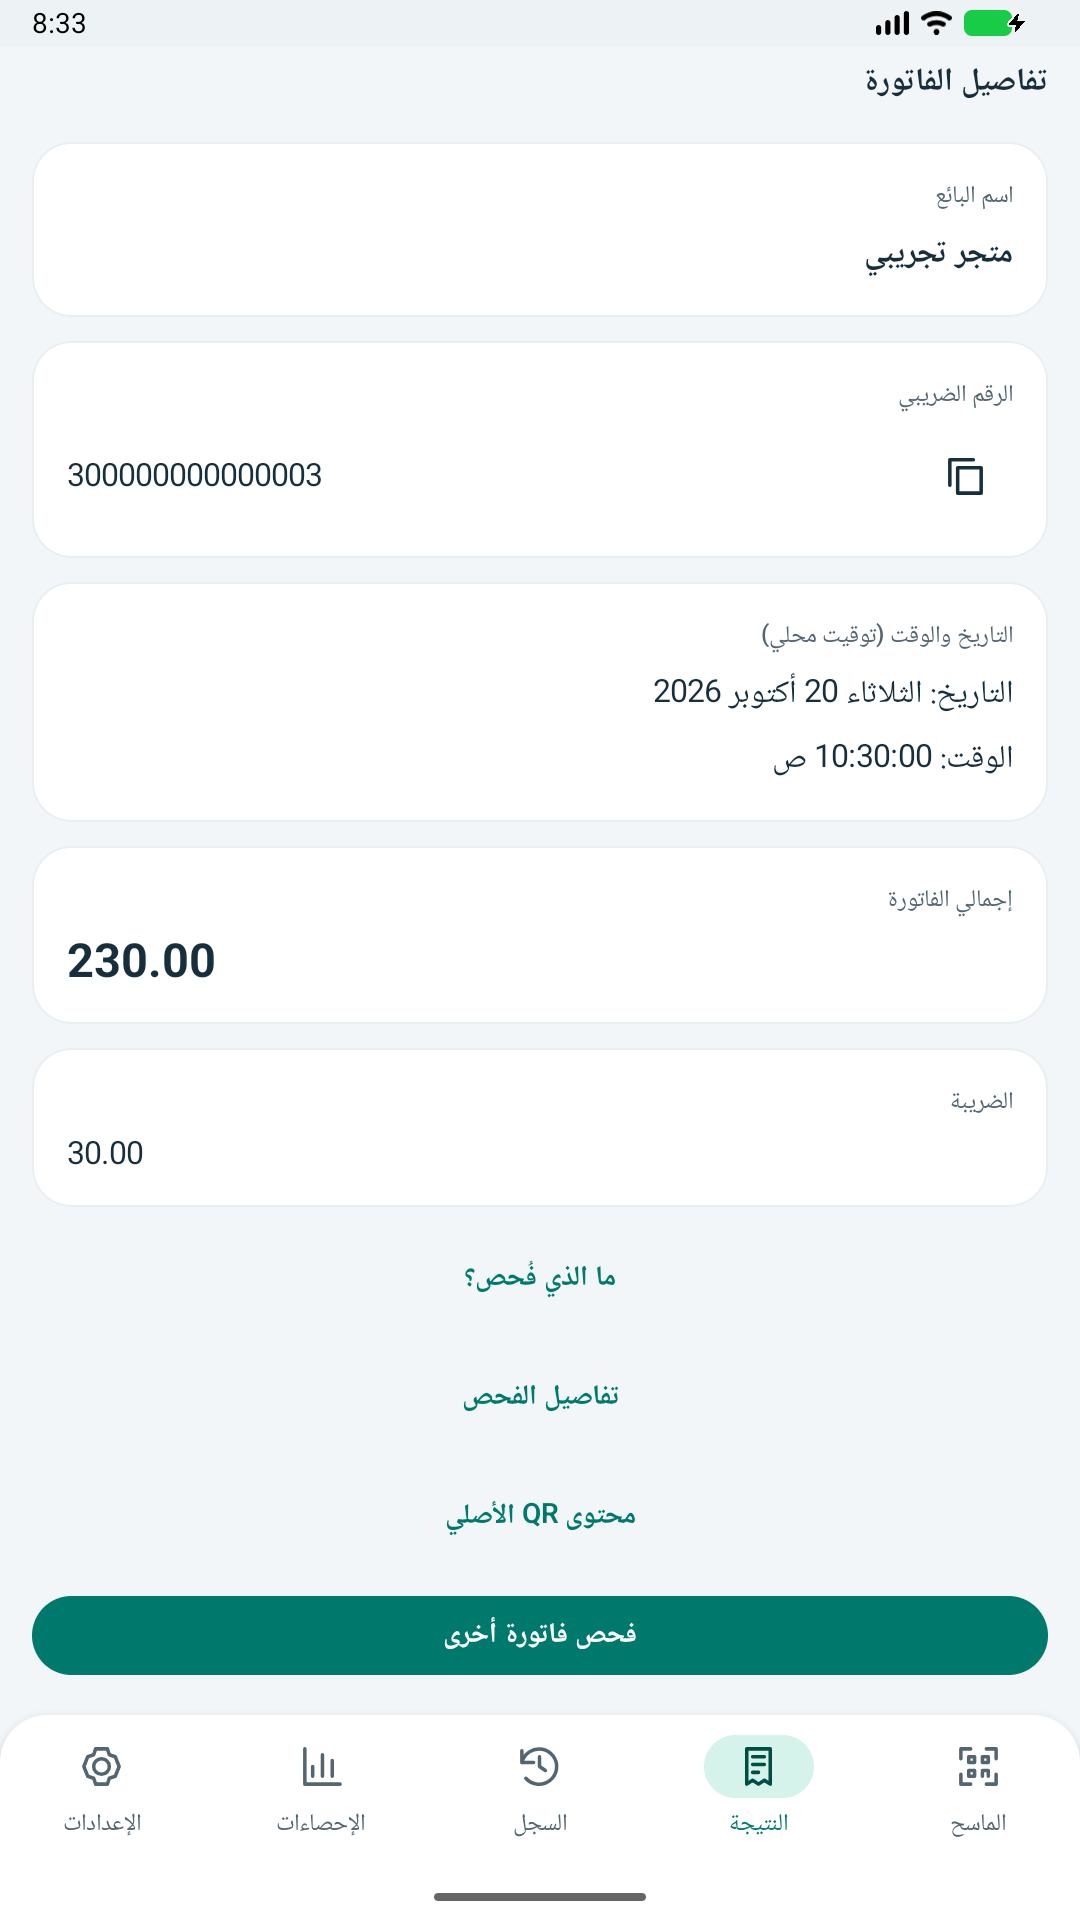 8:33
تفاصيل الفاتورة
اسم البائع
متجر تجريبي
الرقم الضريبي
300000000000003
التاريخ والوقت (توقيت محلي)
التاريخ: الثلاثاء 20 أكتوبر 2026
الوقت: 10:30:00 ص
إجمالي الفاتورة
230.00
الضريبة
30.00
ما الذي فُحص؟
تفاصيل الفحص
محتوى QR الأصلي
فحص فاتورة أخرى
الماسح
النتيجة
السجل
الإحصاءات
الإعدادات